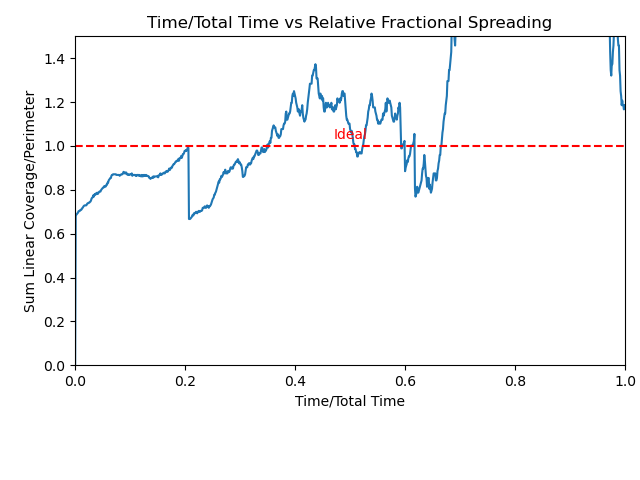 Time/Total Time vs Relative Fractional Spreading
Sum Linear Coverage/Perimeter
1.4
1.2
1.0
0.8
0.6
0.4
0.2
0.0
Ideal
0.0 0.2 0.4 0.6 0.8 1.0
Time/Total Time